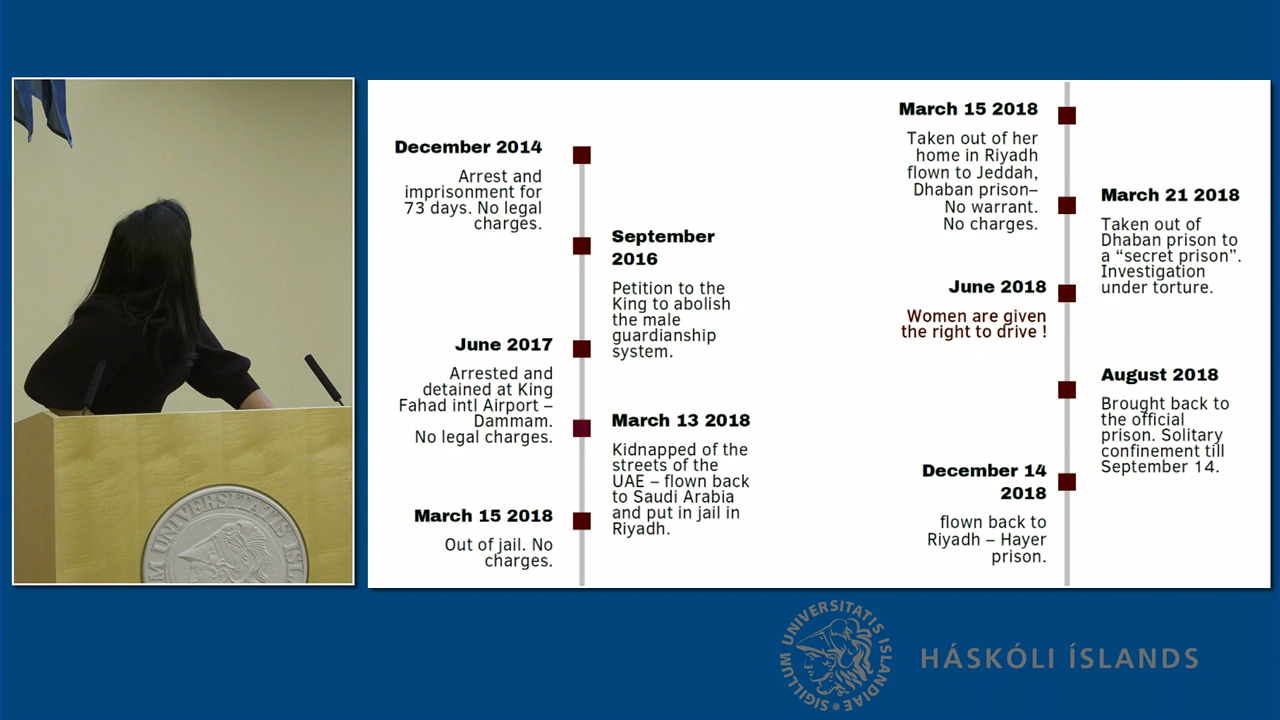 December 2014
Arrest and
imprisonment for
73 days. No legal
charges.
September
2016
Petition to the
King to abolish
the male
guardianship
system.
June 2017
Arrested and
detained at King
Fahad intl Airport –
Dammam.
No legal charges.
March 13 2018
Kidnapped of the
streets of the
UAE – flown back
to Saudi Arabia
and put in jail in
Riyadh.
March 15 2018
Out of jail. No
charges.
March 15 2018
Taken out of her
home in Riyadh
flown to Jeddah,
Dhaban prison–
No warrant.
No charges.
March 21 2018
Taken out of
Dhaban prison to
a “secret prison”.
Investigation
under torture.
June 2018
Women are given
the right to drive !
August 2018
Brought back to
the official
prison. Solitary
confinement till
September 14.
December 14
2018
flown back to
Riyadh – Hayer
prison.
UNIVERSITATIS ISL
SIGILLUM UNIVERSITATIS ISLANDIAE
HÁSKÓLI ÍSLANDS